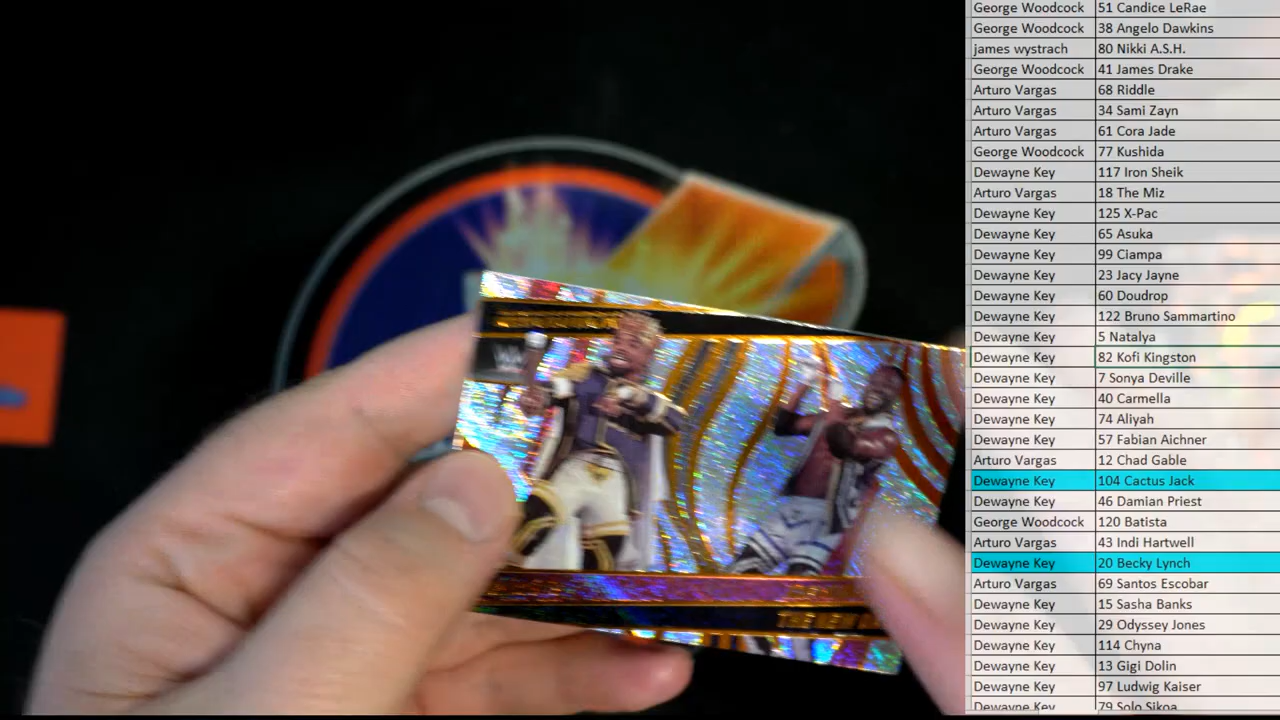 George Woodcock 51 Candice LeRae
George Woodcock 38 Angelo Dawkins
james wystrach 80 Nikki A.S.H.
George Woodcock 41 James Drake
Arturo Vargas 68 Riddle
Arturo Vargas 34 Sami Zayn
Arturo Vargas 61 Cora Jade
George Woodcock 77 Kushida
Dewayne Key 117 Iron Sheik
Arturo Vargas 18 The Miz
Dewayne Key 125 X-Pac
Dewayne Key 65 Asuka
Dewayne Key 99 Ciampa
Dewayne Key 23 Jacy Jayne
Dewayne Key 60 Doudrop
Dewayne Key 122 Bruno Sammartino
Dewayne Key 5 Natalya
Dewayne Key 82 Kofi Kingston
Dewayne Key 7 Sonya Deville
Dewayne Key 40 Carmella
Dewayne Key 74 Aliyah
Dewayne Key 57 Fabian Aichner
Arturo Vargas 12 Chad Gable
Dewayne Key 104 Cactus Jack
Dewayne Key 46 Damian Priest
George Woodcock 120 Batista
Arturo Vargas 43 Indi Hartwell
Dewayne Key 20 Becky Lynch
Arturo Vargas 69 Santos Escobar
Dewayne Key 15 Sasha Banks
Dewayne Key 29 Odyssey Jones
Dewayne Key 114 Chyna
Dewayne Key 13 Gigi Dolin
Dewayne Key 97 Ludwig Kaiser
Dewayne Key 79 Solo Sikoa
THE NEW